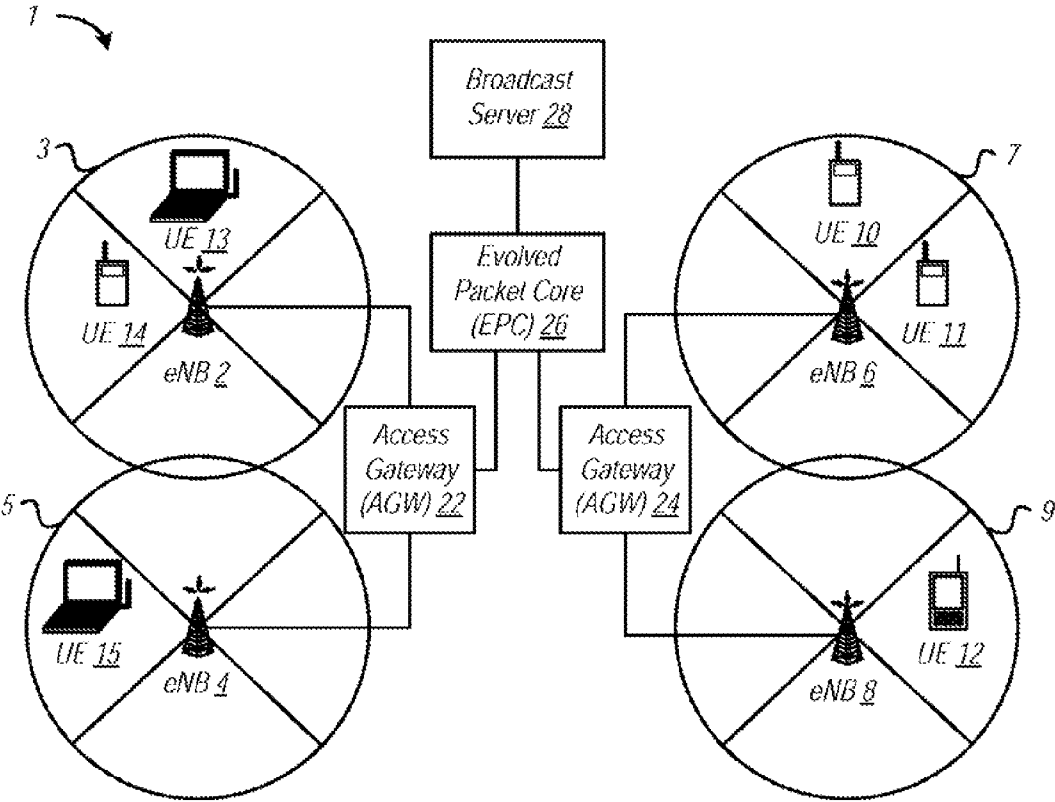 1
Broadcast
Server 28
3
7
UE 13
UE 10
Evolved
Packet Core
(EPC) 26
UE 14
UE 11
eNB 2
eNB 6
Access
Gateway
(AGW) 22
Access
Gateway
(AGW) 24
5
9
UE 15
UE 12
eNB 4
eNB 8